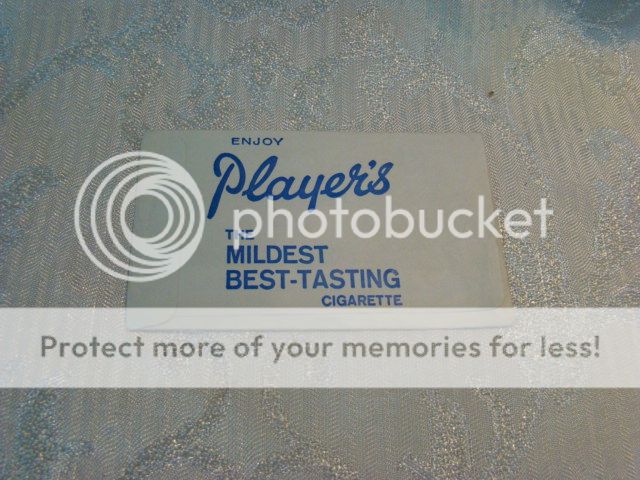 ENJOY
Player's
THE
MILDEST
BEST-TASTING
CIGARETTE
photobucket
Protect more of your memories for less!